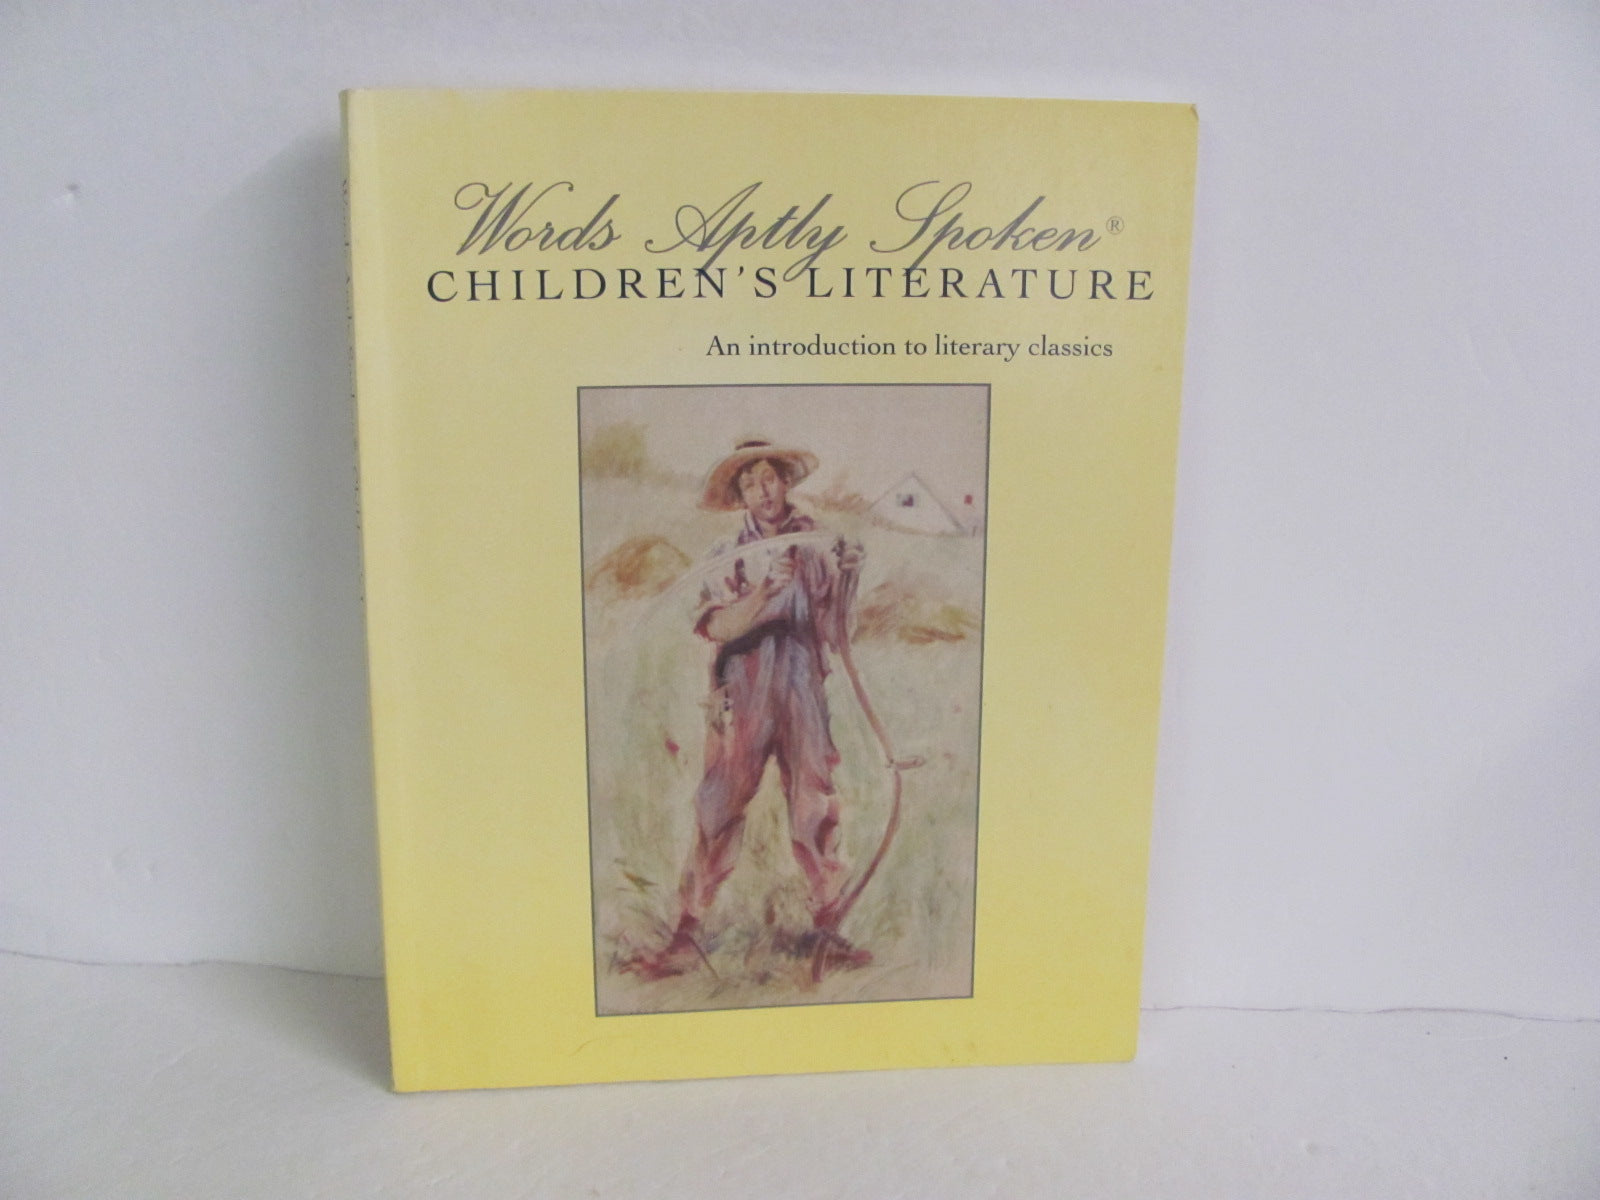 Words Aptly Spoken®
CHILDREN'S LITERATURE
An introduction to literary classics